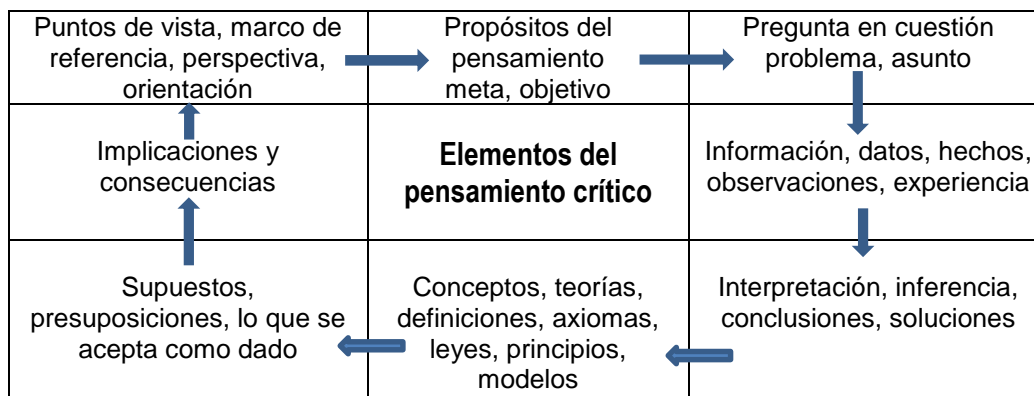 Puntos de vista, marco de
referencia, perspectiva,
orientación
Propósitos del
pensamiento
meta, objetivo
Pregunta en cuestión
problema, asunto
Implicaciones y
consecuencias
Elementos del
pensamiento crítico
Información, datos, hechos,
observaciones, experiencia
Supuestos,
presuposiciones, lo que se
acepta como dado
Conceptos, teorías,
definiciones, axiomas,
leyes, principios,
modelos
Interpretación, inferencia,
conclusiones, soluciones